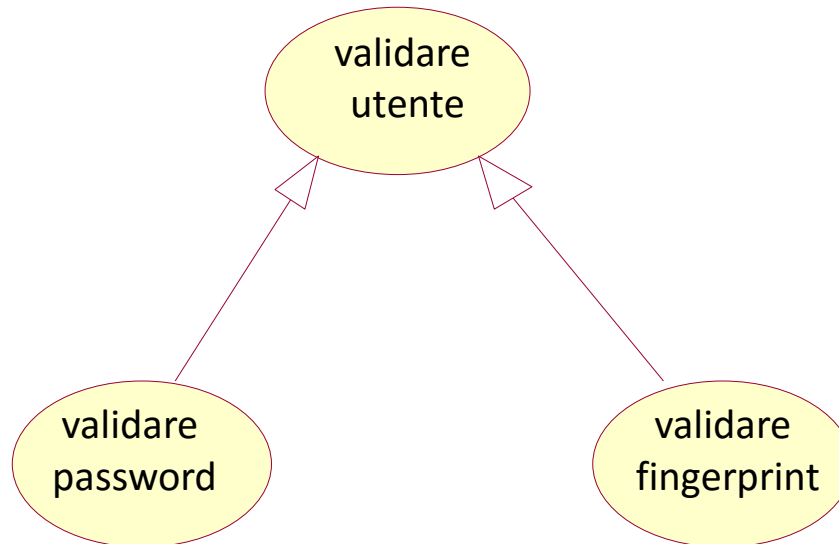 validare
utente
validare
password
validare
fingerprint